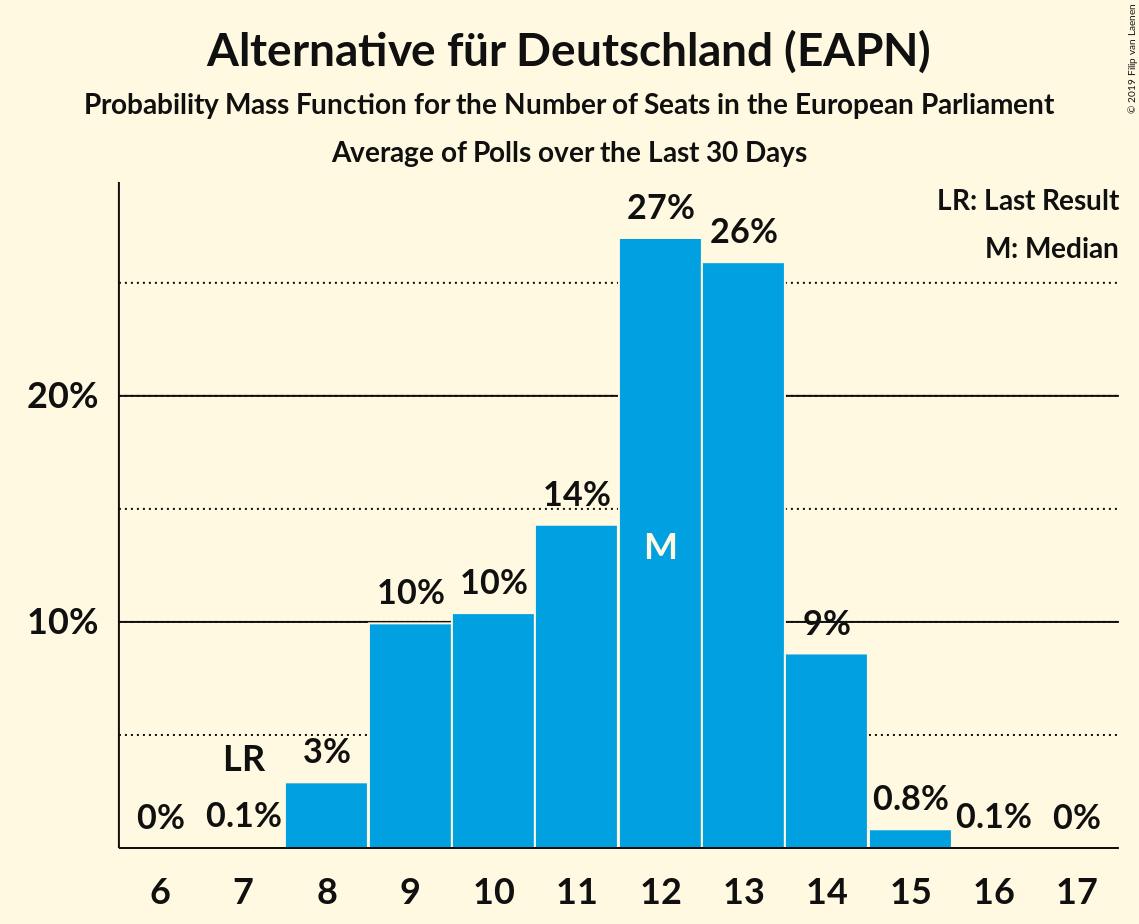 Alternative für Deutschland (EAPN)
Probability Mass Function for the Number of Seats in the European Parliament
Average of Polls over the Last 30 Days
© 2019 Filip van Laenen
LR: Last Result
M: Median
27%
26%
20%
14%
M
10%
10%
10%
9%
LR
3%
0%
0.1%
0.8%
0.1%
0%
6 7 8 9 10 11 12 13 14 15 16 17